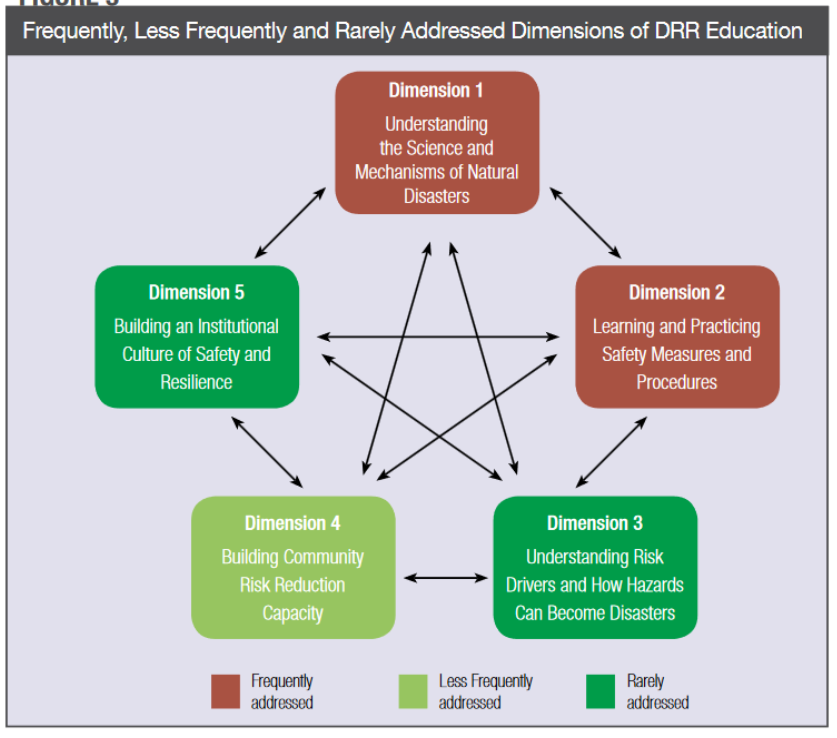 FIGURE 3
Frequently, Less Frequently and Rarely Addressed Dimensions of DRR Education
Dimension 1
Understanding
the Science and
Mechanisms of Natural
Disasters
Dimension 5
Building an Institutional
Culture of Safety and
Resilience
Dimension 2
Learning and Practicing
Safety Measures and
Procedures
Dimension 4
Building Community
Risk Reduction
Capacity
Dimension 3
Understanding Risk
Drivers and How Hazards
Can Become Disasters
Frequently
addressed
Less Frequently
addressed
Rarely
addressed